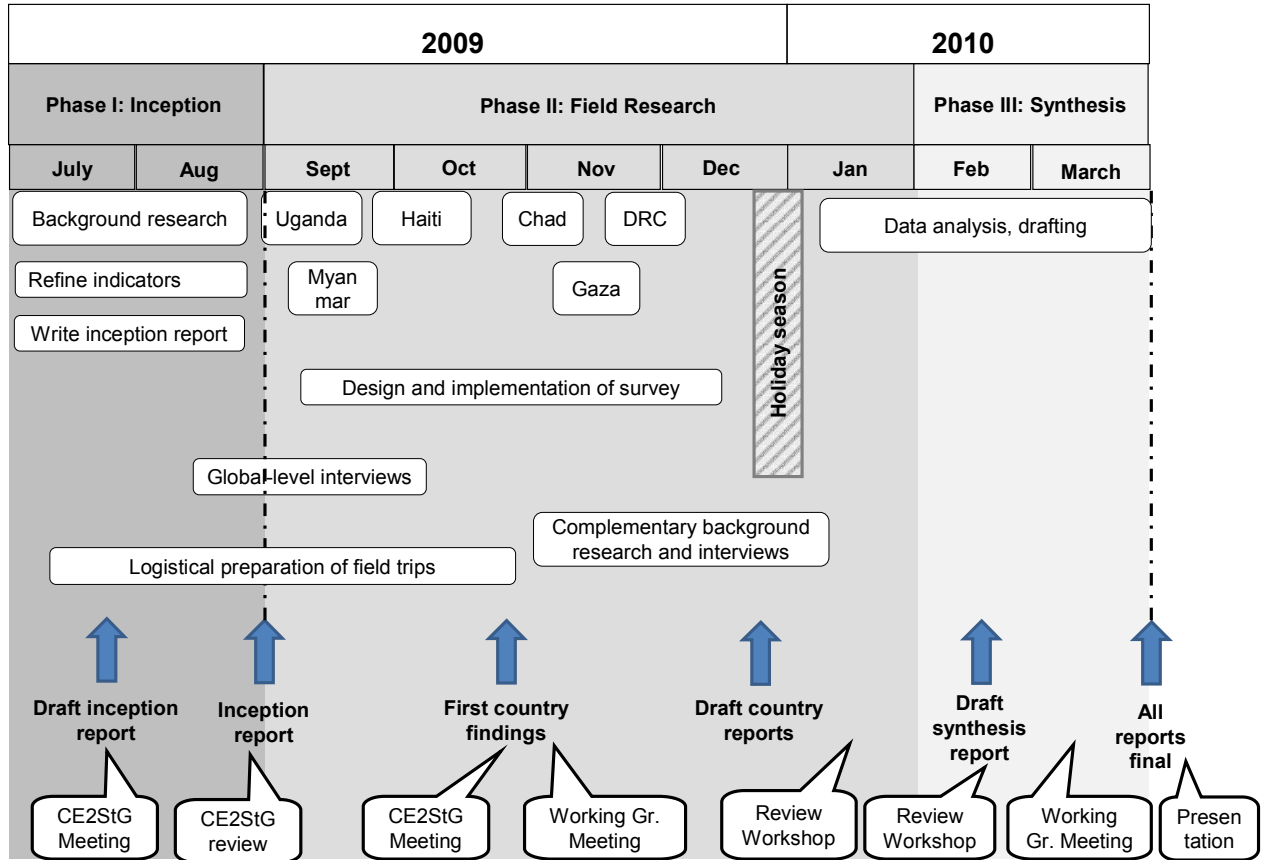 2009
2010
Phase I: Inception
Phase II: Field Research
Phase III: Synthesis
July
Aug
Sept
Oct
Nov
Dec
Jan
Feb
March
Background research
Uganda
Haiti
Chad
DRC
Data analysis, drafting
Refine indicators
Myan
mar
Gaza
Holiday season
Write inception report
Design and implementation of survey
Global-level interviews
Complementary background
research and interviews
Logistical preparation of field trips
Draft inception
report
Inception
report
First country
findings
Draft country
reports
Draft
synthesis
report
All
reports
final
CE2StG
Meeting
CE2StG
review
CE2StG
Meeting
Working Gr.
Meeting
Review
Workshop
Review
Workshop
Working
Gr. Meeting
Presen
tation